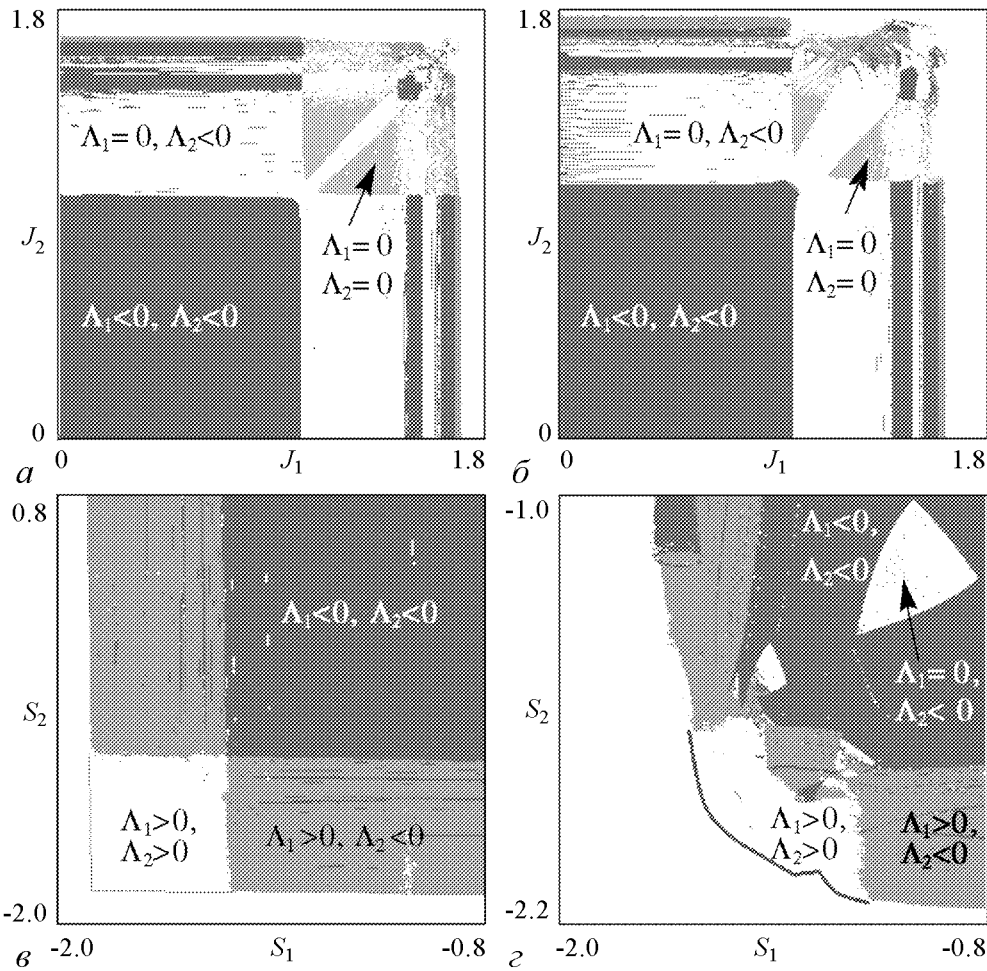 1.8
J2
0
а
0
J1
1.8
Λ1= 0, Λ2<0
Λ1= 0
Λ2= 0
Λ1<0, Λ2<0
1.8
J2
0
б
0
J1
1.8
Λ1= 0, Λ2<0
Λ1= 0
Λ2= 0
Λ1<0, Λ2<0
0.8
S2
-2.0
в
-2.0
S1
-0.8
Λ1<0, Λ2<0
Λ1>0,
Λ2>0
Λ1>0, Λ2<0
-1.0
S2
-2.2
г
-2.0
S1
-0.8
Λ1<0,
Λ2<0
Λ1= 0,
Λ2< 0
Λ1>0,
Λ2>0
Λ1>0,
Λ2<0